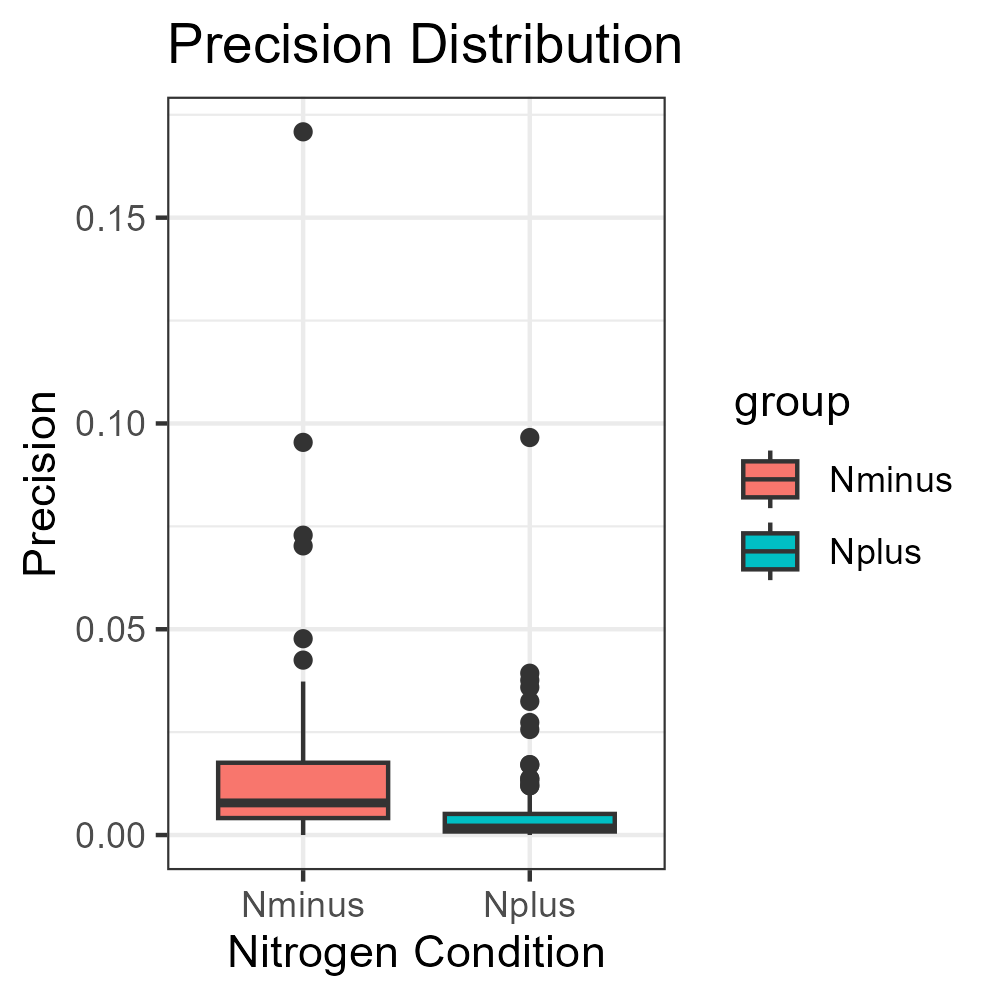 Precision Distribution
Precision
0.15
0.10
0.05
0.00
Nminus
Nplus
Nitrogen Condition
group
Nminus
Nplus